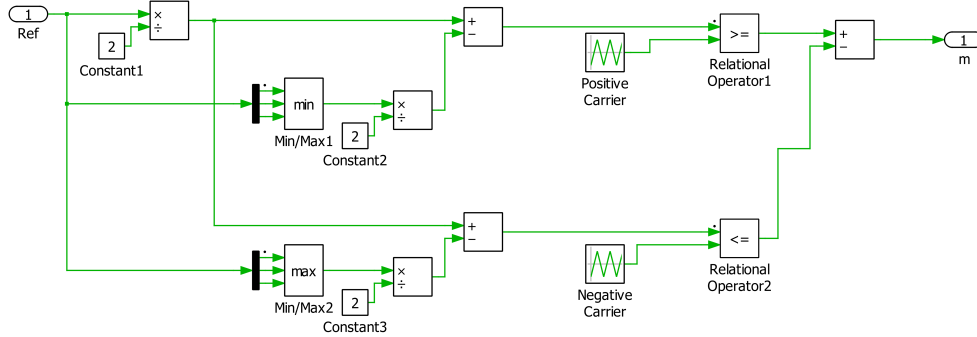 1
Ref
×
÷
2
Constant1
+
−
Positive
Carrier
>=
Relational
Operator1
+
−
1
m
min
Min/Max1
×
÷
2
Constant2
+
−
Negative
Carrier
<=
Relational
Operator2
max
Min/Max2
×
÷
2
Constant3